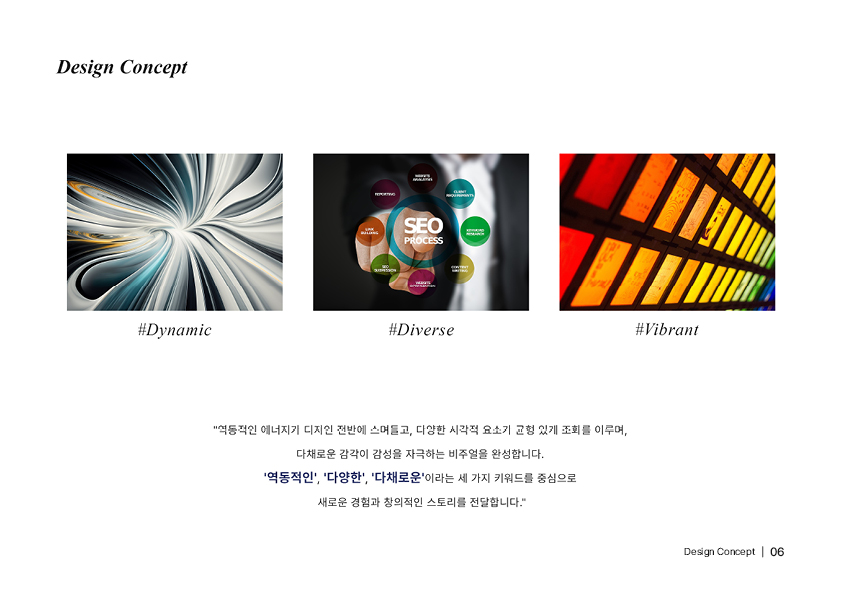 Design Concept
REPORTING
WEBSITE
ANALYSIS
CLIENT
REQUIREMENTS
LINK
BUILDING
SEO
PROCESS
KEYWORD
RESEARCH
SEO
SUBMISSION
CONTENT
WRITING
WEBSITE
#Dynamic
#Diverse
#Vibrant
"역동적인 에너지가 디자인 전반에 스며들고, 다양한 시각적 요소가 균형 있게 조화를 이루며,
다채로운 감각이 감성을 자극하는 비주얼을 완성합니다.
'역동적인', '다양한', '다채로운'이라는 세 가지 키워드를 중심으로
새로운 경험과 창의적인 스토리를 전달합니다."
Design Concept | 06